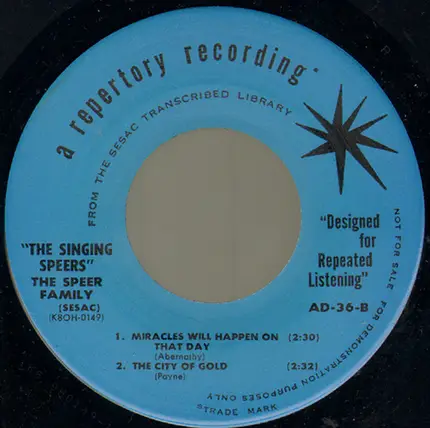 a repertory recording*
FROM THE SESAC TRANSCRIBED LIBRARY
"THE SINGING
SPEERS"
THE SPEER
FAMILY
(SESAC)
(K8OH-0149)
"Designed
for
Repeated
Listening"
AD-36-B
1. MIRACLES WILL HAPPEN ON (2:30)
THAT DAY
(Abernathy)
2. THE CITY OF GOLD (2:32)
(Payne)
NOT FOR SALE FOR DEMONSTRATION PURPOSES ONLY
*TRADE MARK